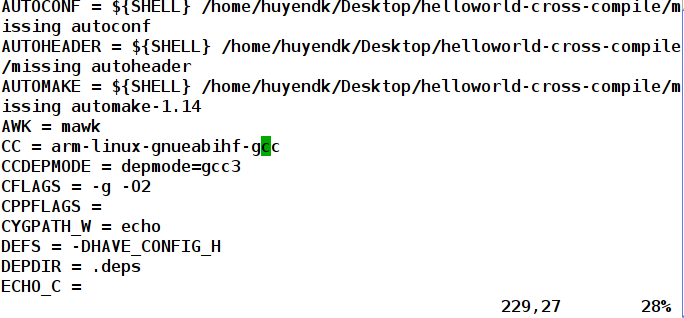 AUTOCONF = ${SHELL} /home/huyendk/Desktop/helloworld-cross-compile/m
issing autoconf
AUTOHEADER = ${SHELL} /home/huyendk/Desktop/helloworld-cross-compile
/missing autoheader
AUTOMAKE = ${SHELL} /home/huyendk/Desktop/helloworld-cross-compile/m
issing automake-1.14
AWK = mawk
CC = arm-linux-gnueabihf-gcc
CCDEPMODE = depmode=gcc3
CFLAGS = -g -O2
CPPFLAGS =
CYGPATH_W = echo
DEFS = -DHAVE_CONFIG_H
DEPDIR = .deps
ECHO_C =
229,27 28%